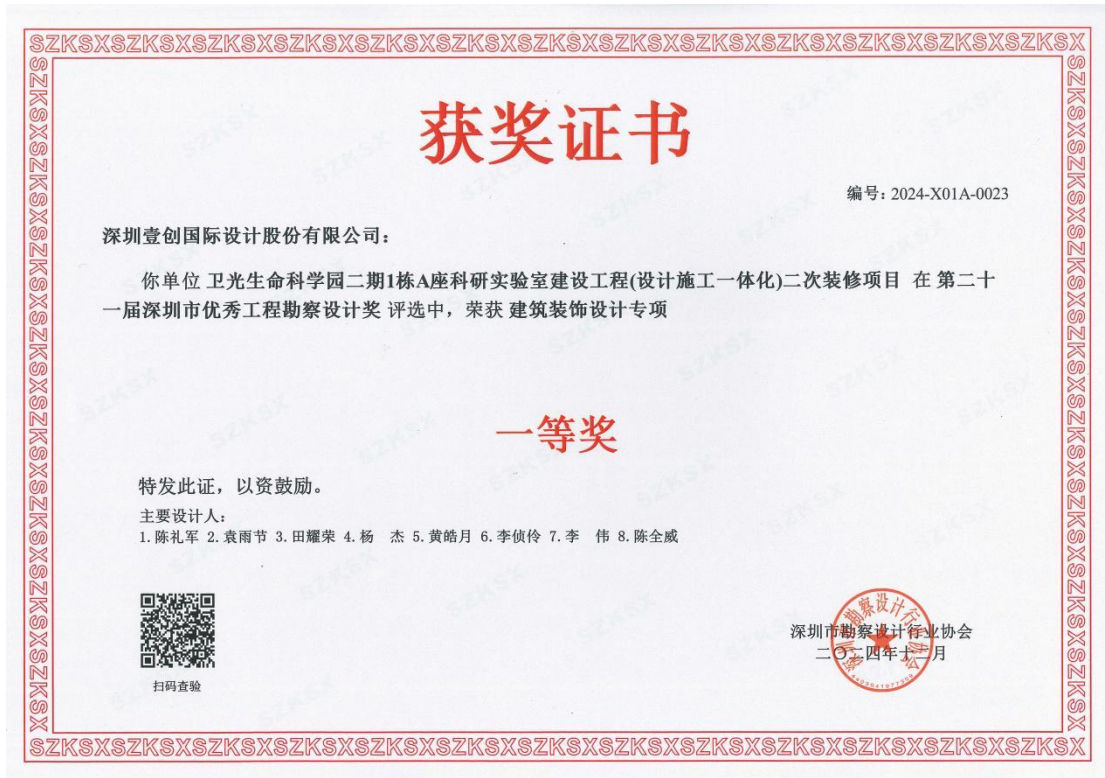 SZKSXSZKSXSZKSXSZKSXSZKSXSZKSXSZKSXSZKSXSZKSXSZKSXSZKSX
获奖证书
编号: 2024-X01A-0023
深圳壹创国际设计股份有限公司:
你单位 卫光生命科学园二期1栋A座科研实验室建设工程(设计施工一体化)二次装修项目 在 第二十
一届深圳市优秀工程勘察设计奖 评选中，荣获 建筑装饰设计专项
一等奖
特发此证，以资鼓励。
主要设计人:
1.陈礼军 2.袁雨节 3.田耀荣 4.杨　杰 5.黄皓月 6.李侦伶 7.李　伟 8.陈全威
扫码查验
深圳市勘察设计行业协会
二〇二四年十二月
SZKSXSZKSXSZKSXSZKSXSZKSXSZKSXSZKSXSZKSXSZKSXSZKSXSZKSX